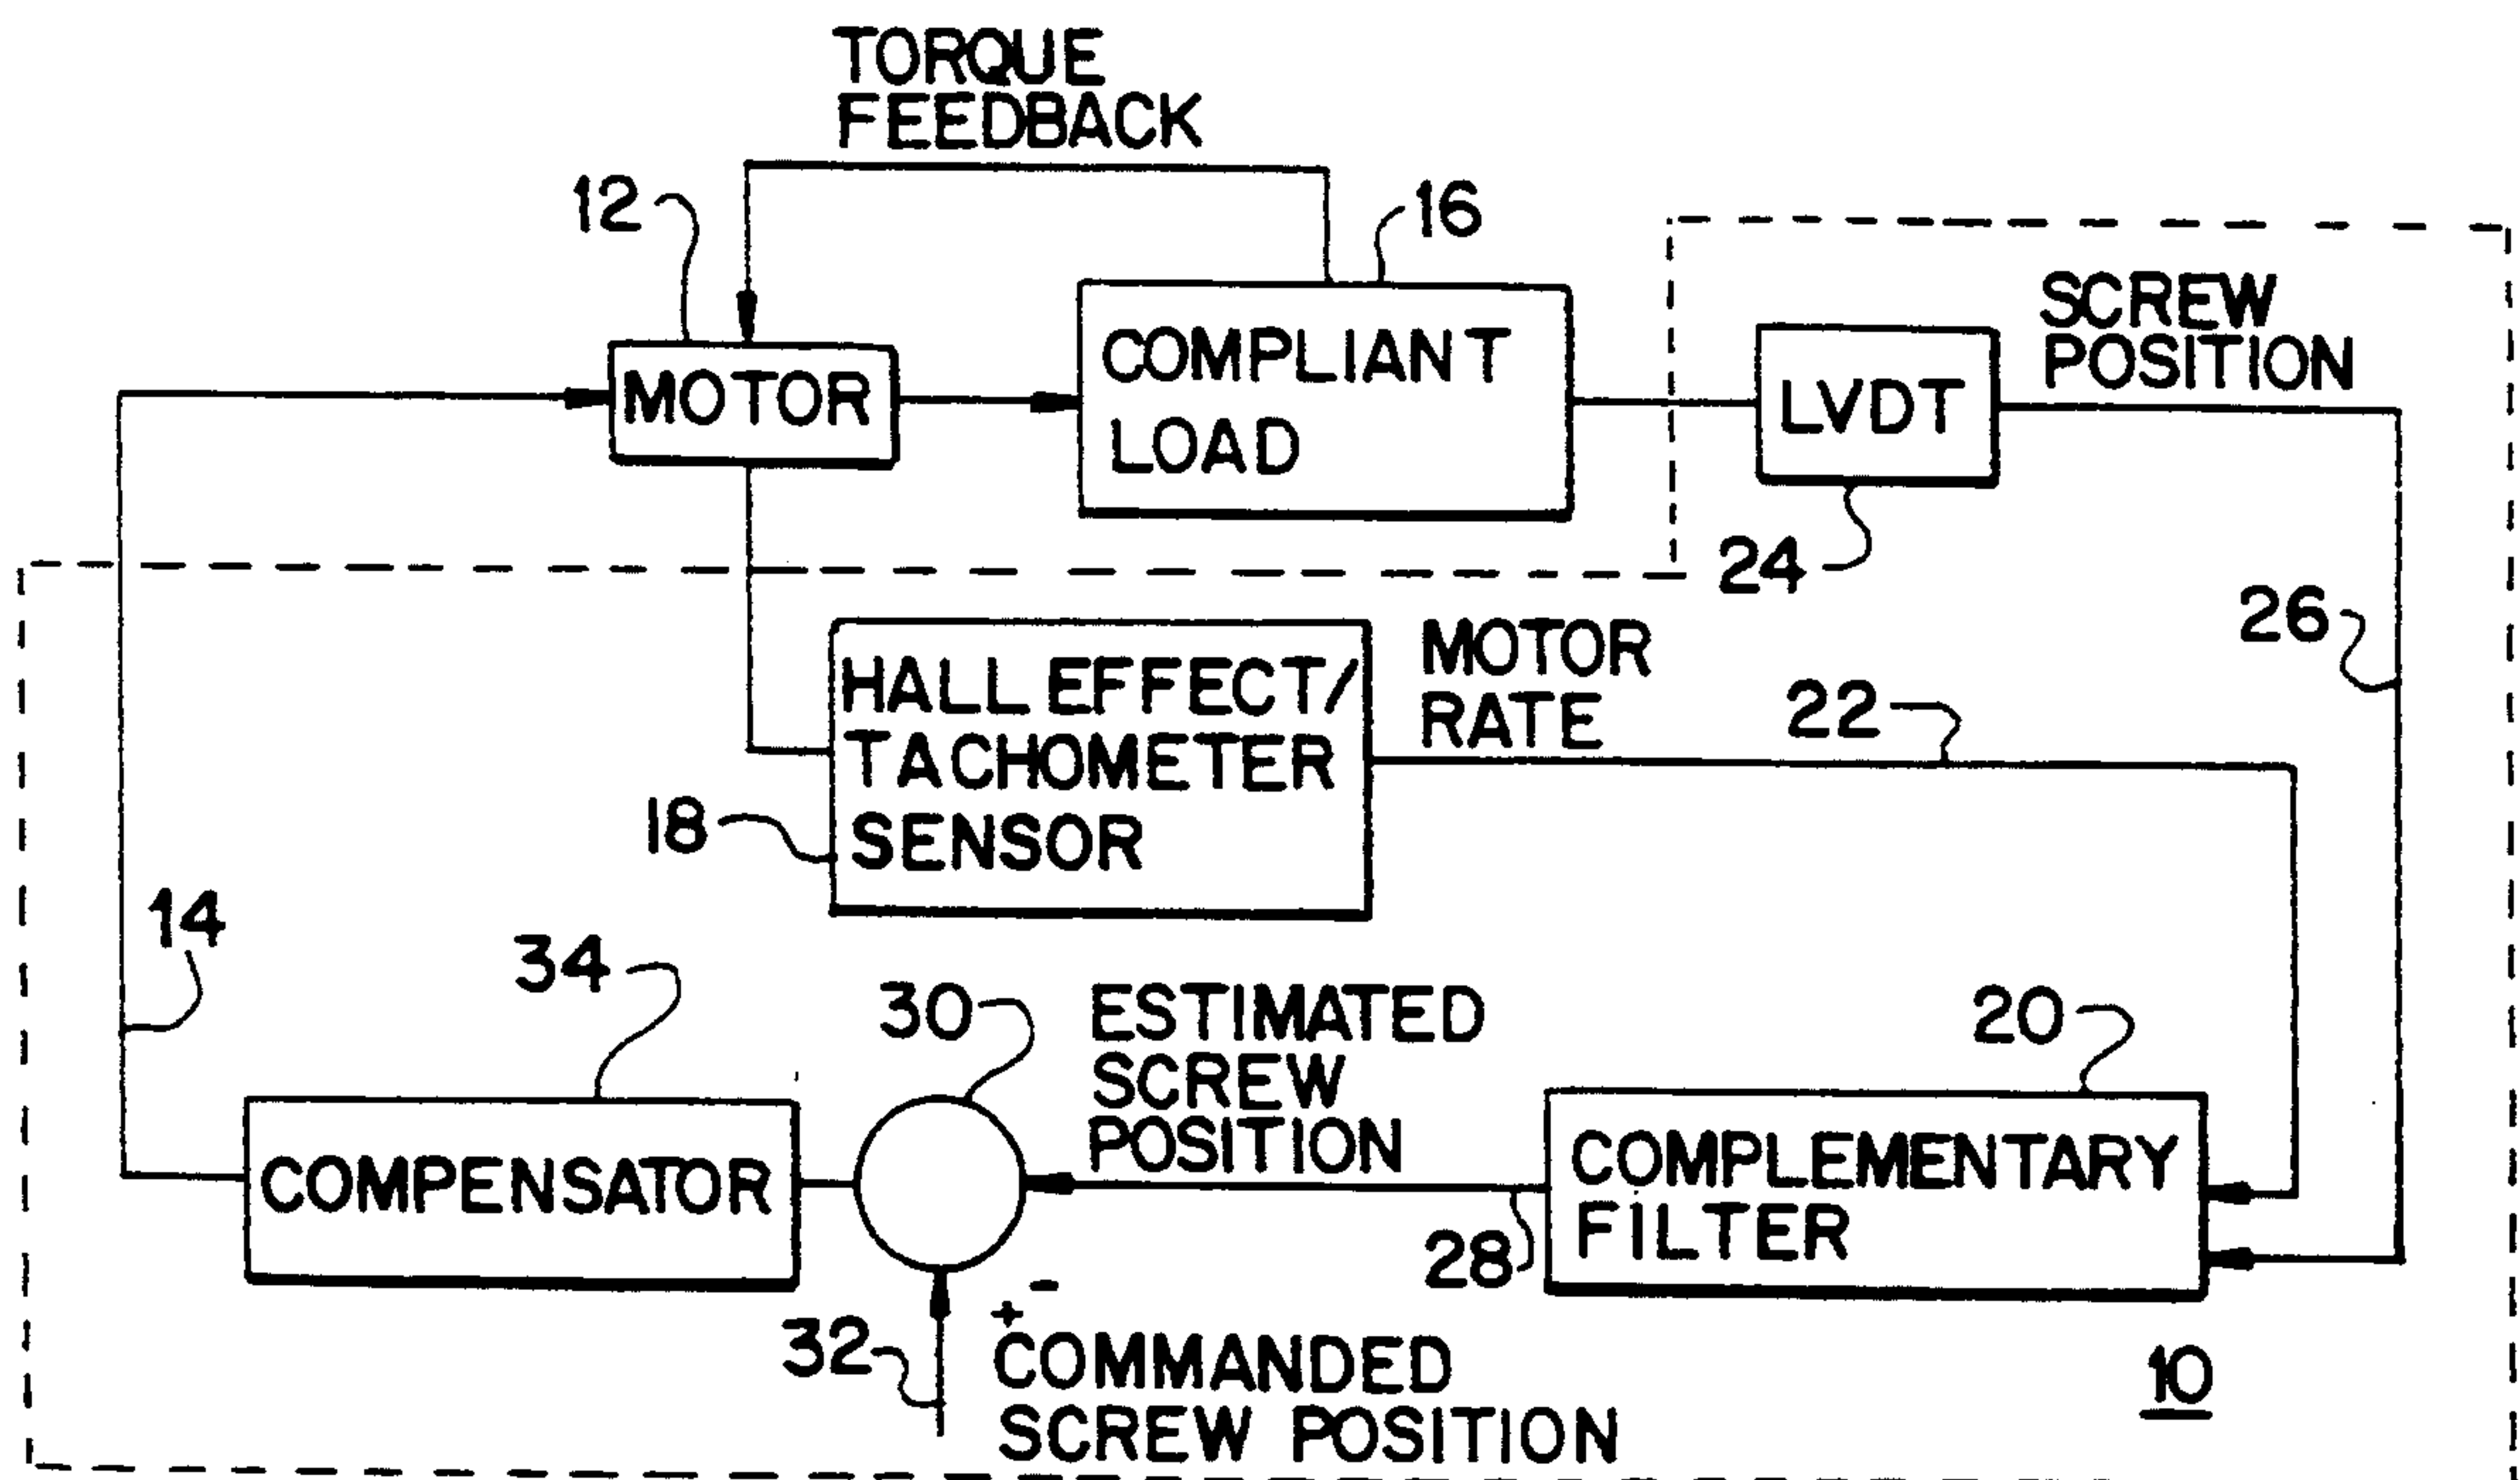 TORQUE
FEEDBACK
12
16
MOTOR
COMPLIANT
LOAD
LVDT
SCREW
POSITION
24
26
HALL EFFECT/
TACHOMETER
SENSOR
MOTOR
RATE
22
18
14
34
30
ESTIMATED
SCREW
POSITION
20
COMPENSATOR
COMPLEMENTARY
FILTER
28
-
+
32
COMMANDED
SCREW POSITION
10